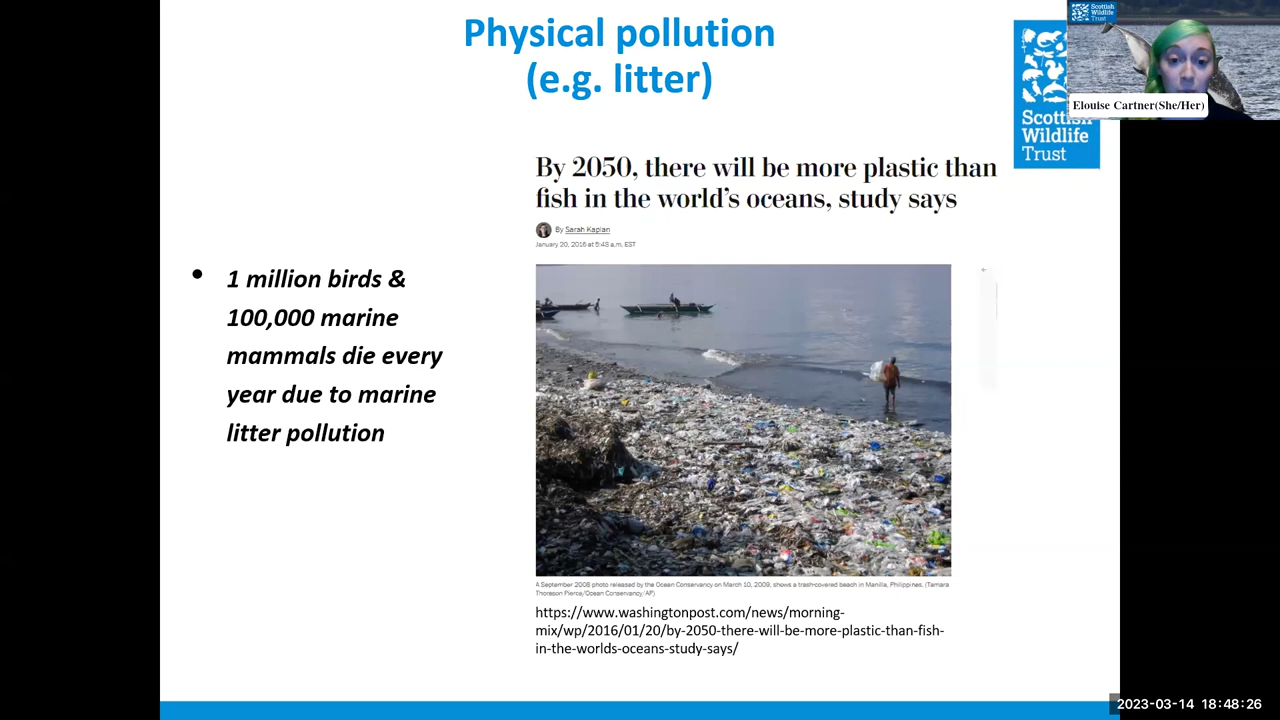 Physical pollution
(e.g. litter)
Scottish
Wildlife
Trust
Elouise Cartner(She/Her)
Scottish
Wildlife
Trust
By 2050, there will be more plastic than
fish in the world's oceans, study says
By Sarah Kaplan
January 20, 2016 at 5:48 a.m. EST
• 1 million birds &
100,000 marine
mammals die every
year due to marine
litter pollution
A September 2008 photo released by the Ocean Conservancy on March 10, 2009, shows a trash-covered beach in Manilla, Philippines. (Tamara
Thoreson Pierce/Ocean Conservancy/AP)
https://www.washingtonpost.com/news/morning-
mix/wp/2016/01/20/by-2050-there-will-be-more-plastic-than-fish-
in-the-worlds-oceans-study-says/
2023-03-14 18:48:26